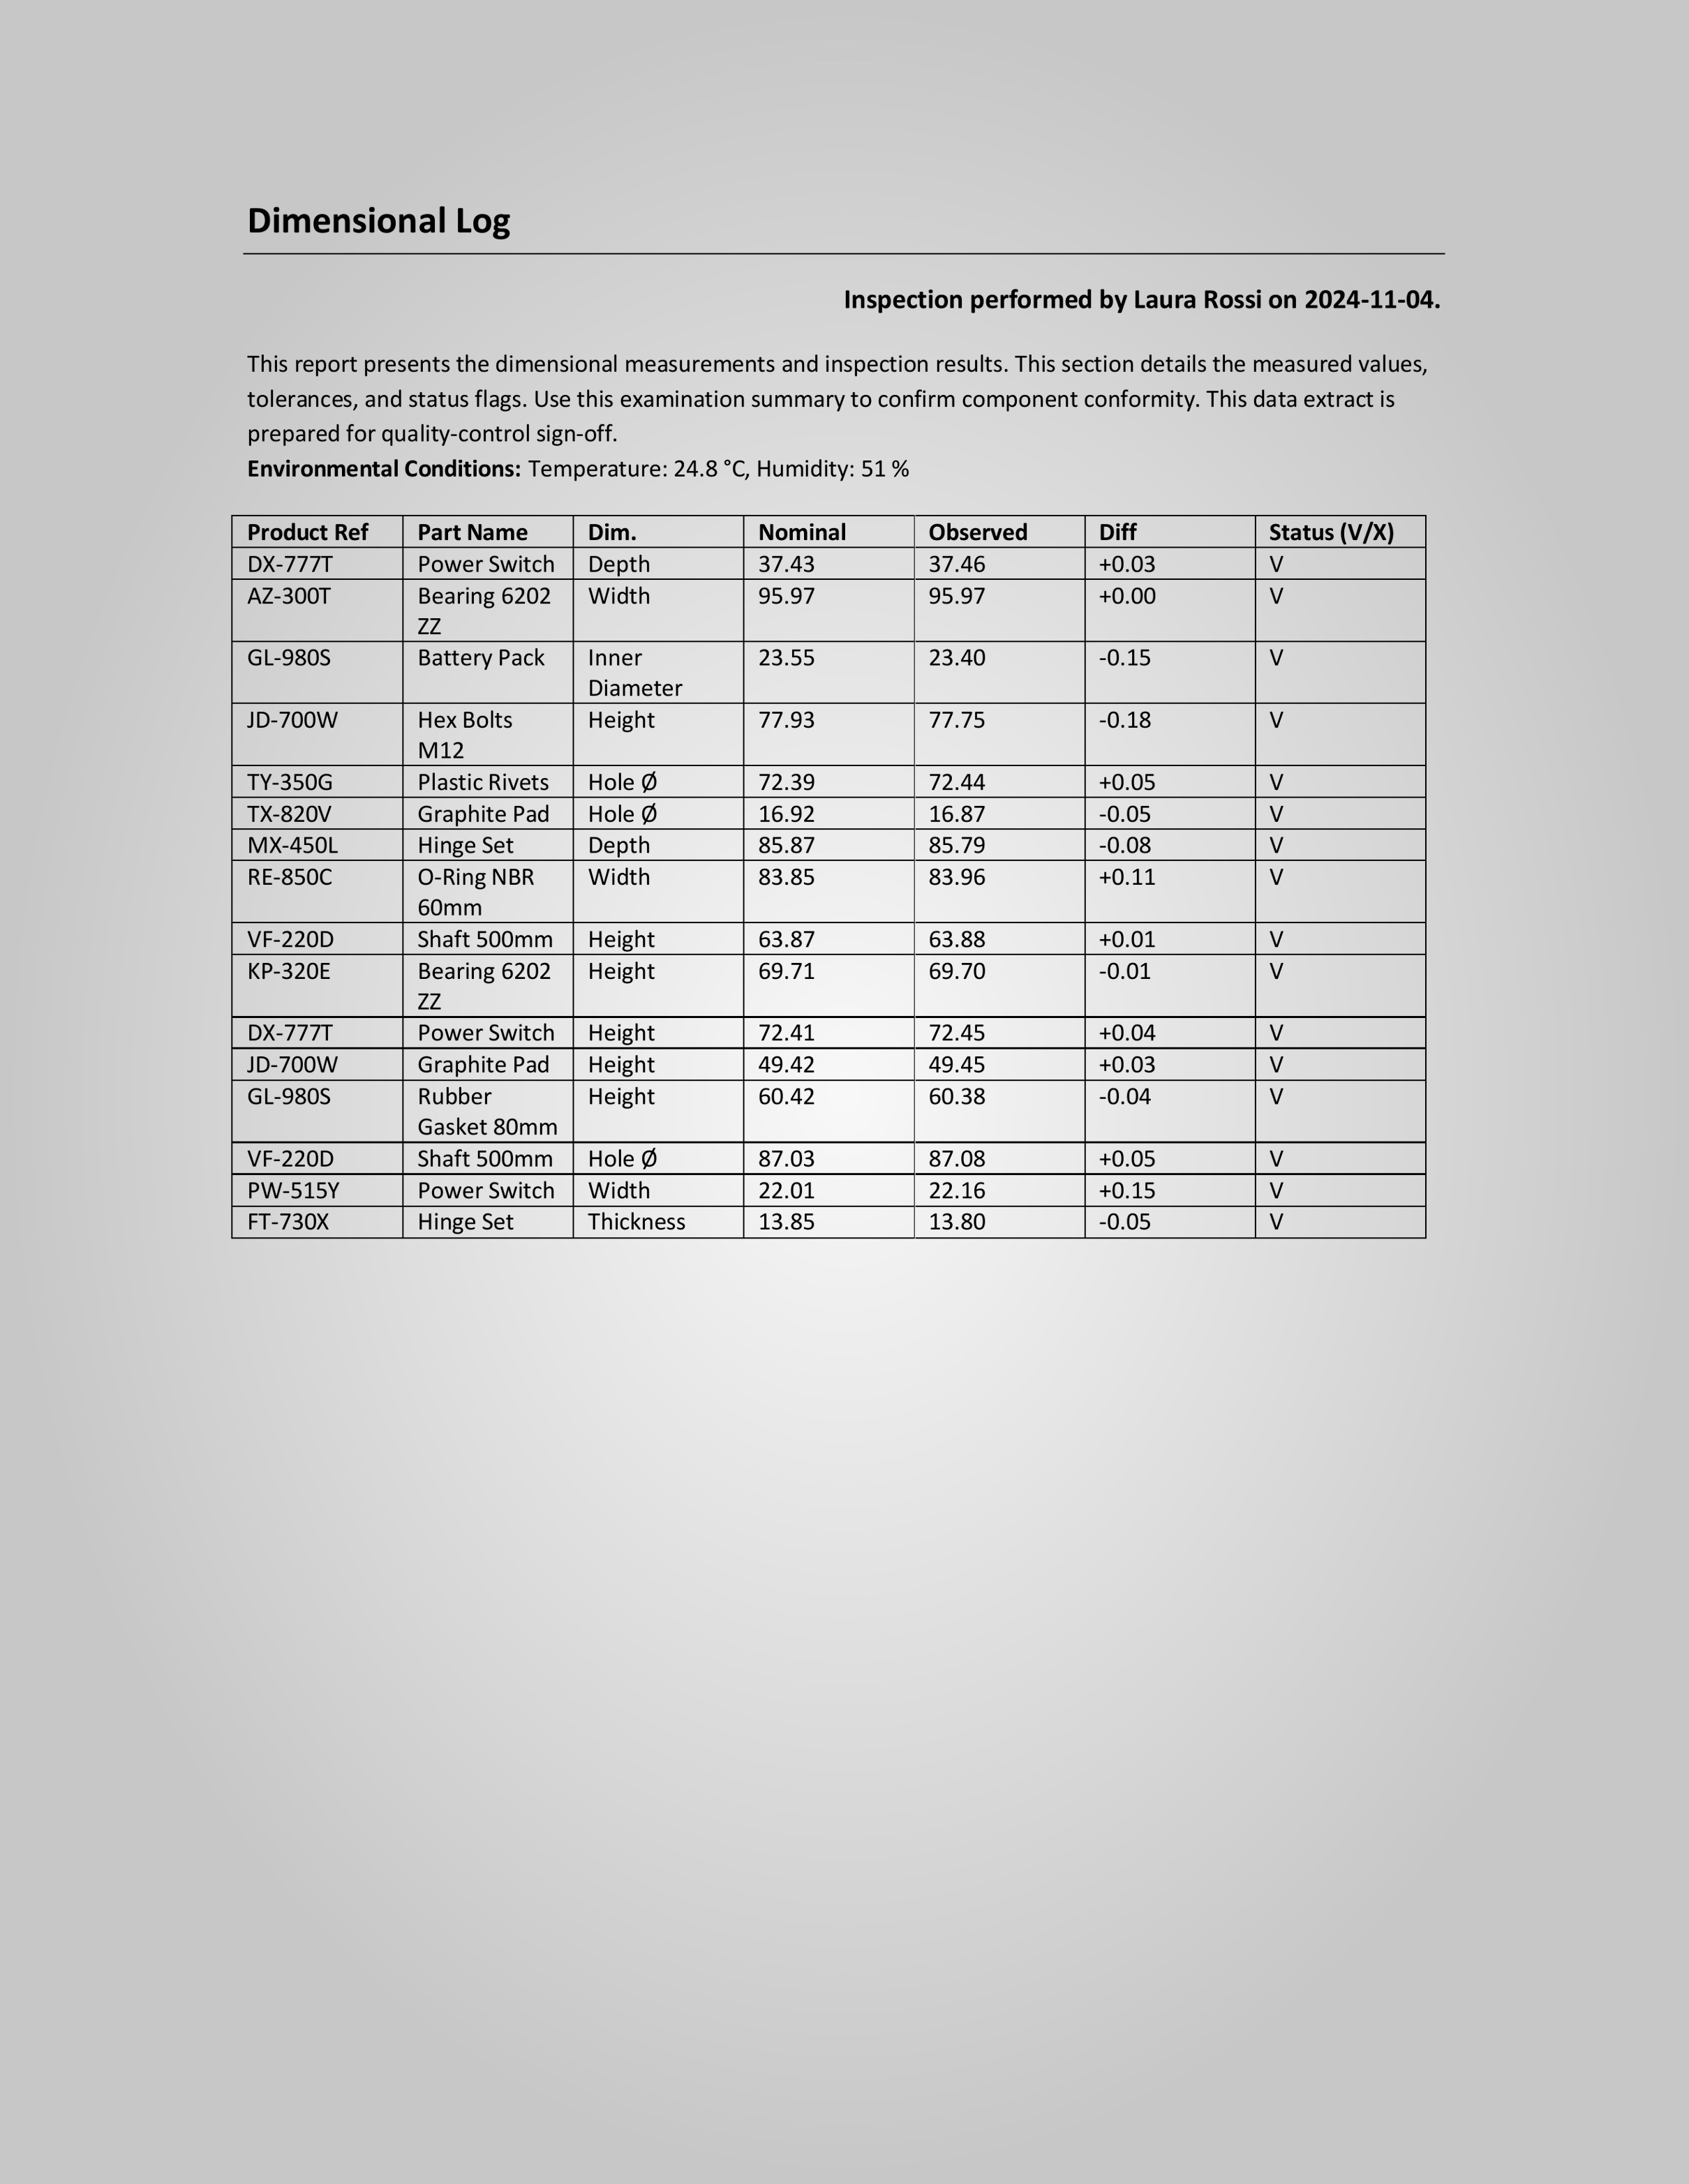 Dimensional Log
Inspection performed by Laura Rossi on 2024-11-04.
This report presents the dimensional measurements and inspection results. This section details the measured values,
tolerances, and status flags. Use this examination summary to confirm component conformity. This data extract is
prepared for quality-control sign-off.
Environmental Conditions: Temperature: 24.8 °C, Humidity: 51 %
Product Ref Part Name Dim. Nominal Observed Diff Status (V/X)
DX-777T Power Switch Depth 37.43 37.46 +0.03 V
AZ-300T Bearing 6202 Width 95.97 95.97 +0.00 V
ZZ
GL-980S Battery Pack Inner 23.55 23.40 -0.15 V
Diameter
JD-700W Hex Bolts Height 77.93 77.75 -0.18 V
M12
TY-350G Plastic Rivets Hole Ø 72.39 72.44 +0.05 V
TX-820V Graphite Pad Hole Ø 16.92 16.87 -0.05 V
MX-450L Hinge Set Depth 85.87 85.79 -0.08 V
RE-850C O-Ring NBR Width 83.85 83.96 +0.11 V
60mm
VF-220D Shaft 500mm Height 63.87 63.88 +0.01 V
KP-320E Bearing 6202 Height 69.71 69.70 -0.01 V
ZZ
DX-777T Power Switch Height 72.41 72.45 +0.04 V
JD-700W Graphite Pad Height 49.42 49.45 +0.03 V
GL-980S Rubber Height 60.42 60.38 -0.04 V
Gasket 80mm
VF-220D Shaft 500mm Hole Ø 87.03 87.08 +0.05 V
PW-515Y Power Switch Width 22.01 22.16 +0.15 V
FT-730X Hinge Set Thickness 13.85 13.80 -0.05 V